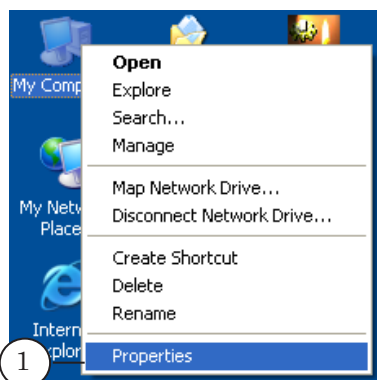 My Comp
Open
Explore
Search...
Manage
Map Network Drive...
My Netw
Disconnect Network Drive...
Place
Create Shortcut
Delete
Rename
Intern
xplor
1
Properties